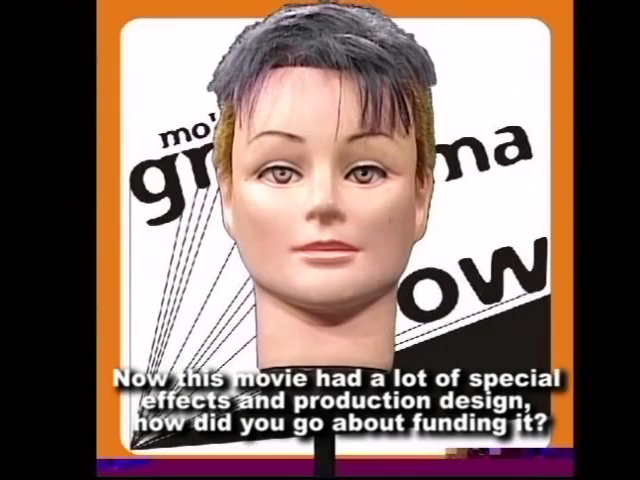 mo'
gr ma
ow
Now this movie had a lot of special
effects and production design,
how did you go about funding it?